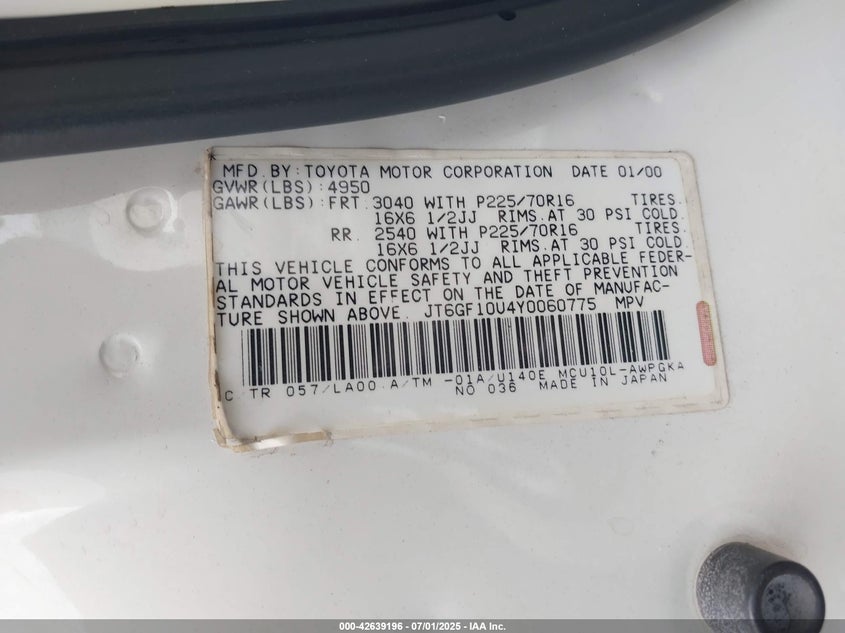 MFD. BY: TOYOTA MOTOR CORPORATION DATE 01/00
GVWR(LBS): 4950
GAWR(LBS): FRT. 3040 WITH P225/70R16 TIRES.
16X6 1/2JJ RIMS. AT 30 PSI COLD.
RR. 2540 WITH P225/70R16 TIRES.
16X6 1/2JJ RIMS. AT 30 PSI COLD.
THIS VEHICLE CONFORMS TO ALL APPLICABLE FEDER-
AL MOTOR VEHICLE SAFETY AND THEFT PREVENTION
STANDARDS IN EFFECT ON THE DATE OF MANUFAC-
TURE SHOWN ABOVE. JT6GF10U4Y0060775 MPV
C TR 057/LA00 A/TM -01A/U140E MCU10L-AWPGKA
NO 036 MADE IN JAPAN
000-42639196 - 07/01/2025 - IAA Inc.